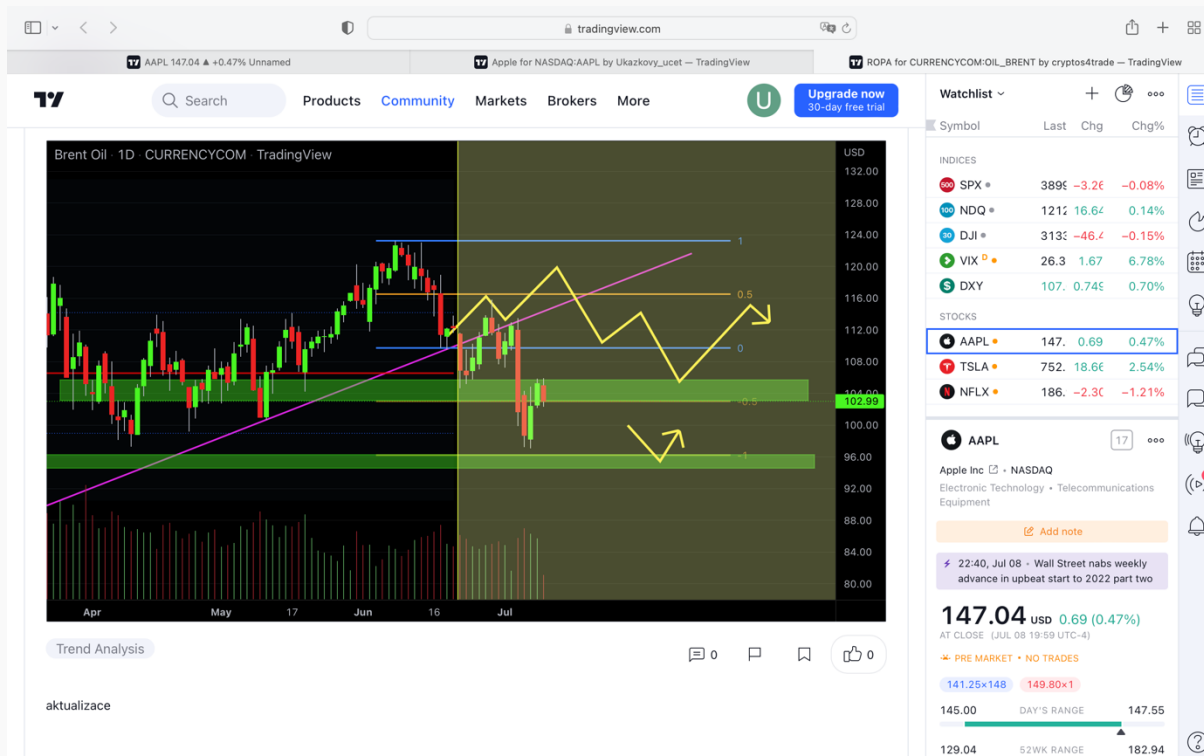 tradingview.com
AAPL 147.04 ▲ +0.47% Unnamed
Apple for NASDAQ:AAPL by Ukazkovy_ucet — TradingView
ROPA for CURRENCYCOM:OIL_BRENT by cryptos4trade — TradingView
Search
Products
Community
Markets
Brokers
More
U
Upgrade now
30-day free trial
Brent Oil · 1D · CURRENCYCOM · TradingView
USD
132.00
128.00
124.00
120.00
116.00
112.00
108.00
104.00
102.99
100.00
96.00
92.00
88.00
84.00
80.00
1
0.5
0
-0.5
-1
Apr May 17 Jun 16 Jul
Trend Analysis
0
0
aktualizace
Watchlist
Symbol Last Chg Chg%
INDICES
500 SPX 3899 −3.26 −0.08%
100 NDQ 1212 16.64 0.14%
30 DJI 3133 −46.4 −0.15%
VIX D 26.3 1.67 6.78%
S DXY 107. 0.749 0.70%
STOCKS
AAPL 147. 0.69 0.47%
TSLA 752. 18.66 2.54%
NFLX 186. −2.30 −1.21%
AAPL
17
Apple Inc • NASDAQ
Electronic Technology • Telecommunications
Equipment
Add note
22:40, Jul 08 • Wall Street nabs weekly
advance in upbeat start to 2022 part two
147.04 USD 0.69 (0.47%)
AT CLOSE (JUL 08 19:59 UTC-4)
PRE MARKET • NO TRADES
141.25×148 149.80×1
145.00 DAY'S RANGE 147.55
129.04 52WK RANGE 182.94